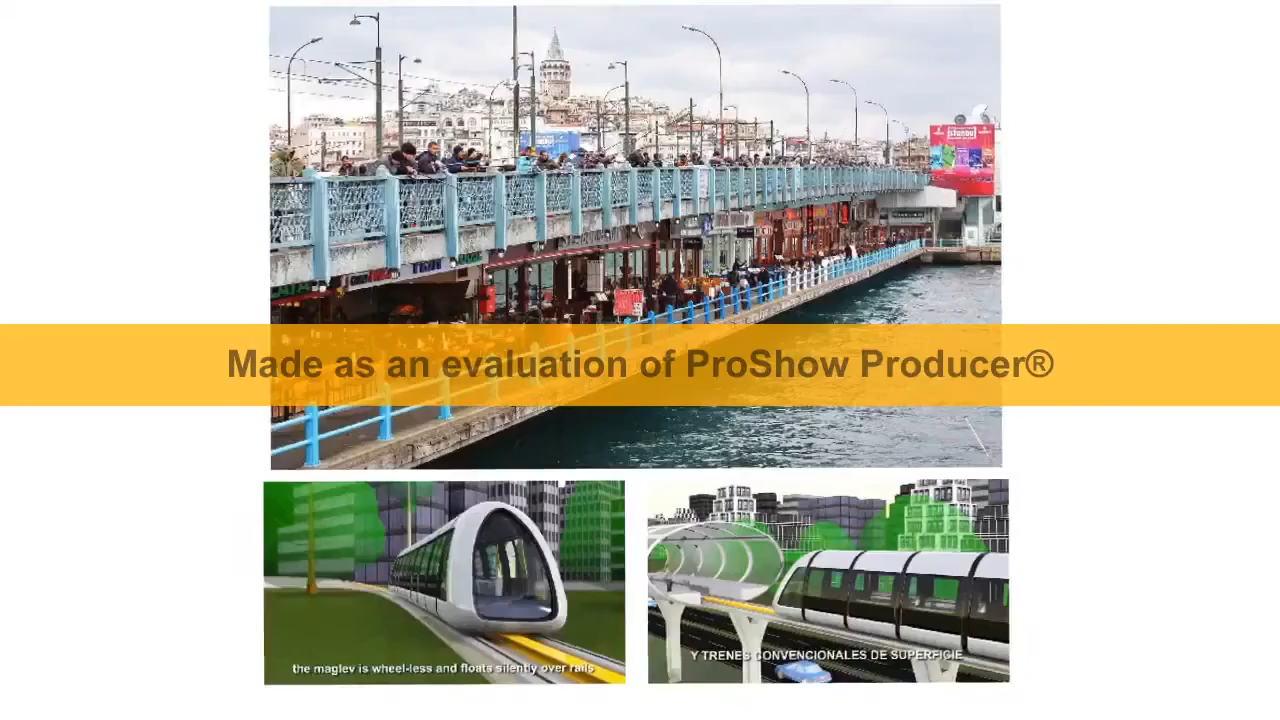 istanbul
Made as an evaluation of ProShow Producer®
the maglev is wheel-less and floats silently over rails
Y TRENES CONVENCIONALES DE SUPERFICIE